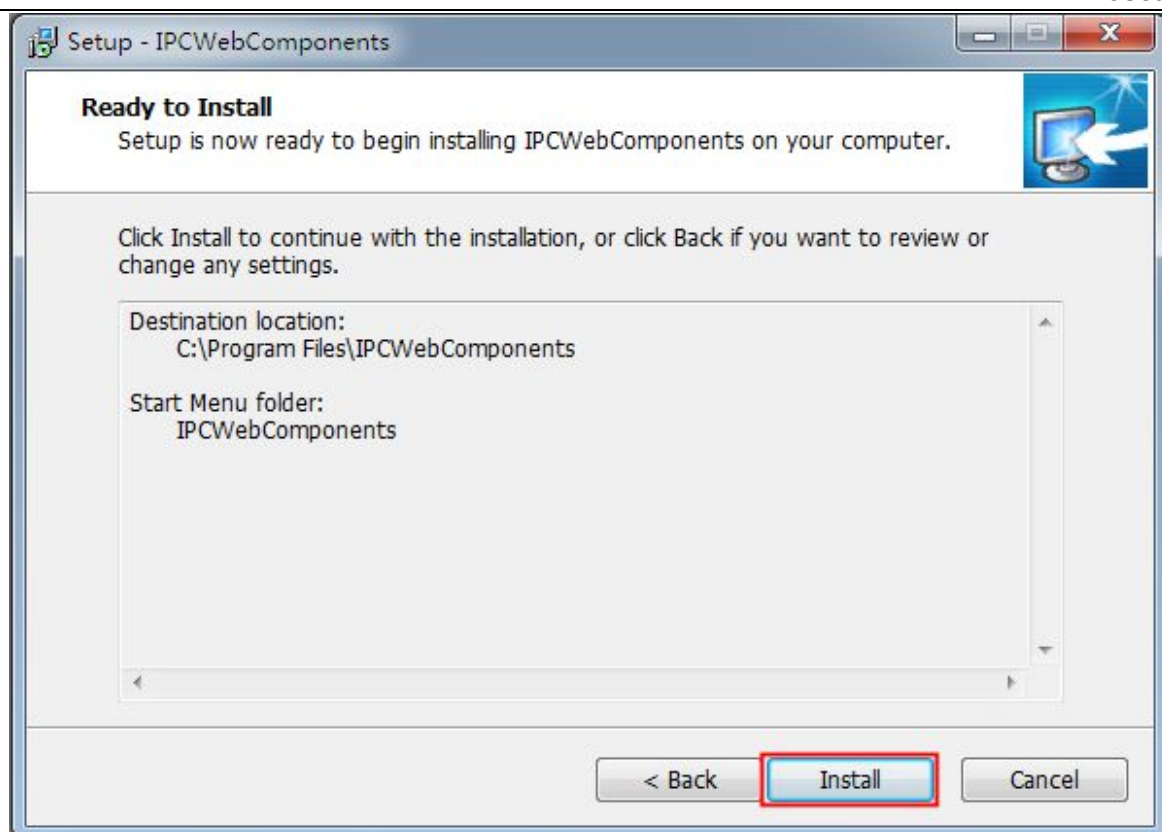 Setup - IPCWebComponents
Ready to Install
Setup is now ready to begin installing IPCWebComponents on your computer.
Click Install to continue with the installation, or click Back if you want to review or
change any settings.
Destination location:
C:\Program Files\IPCWebComponents
Start Menu folder:
IPCWebComponents
< Back
Install
Cancel